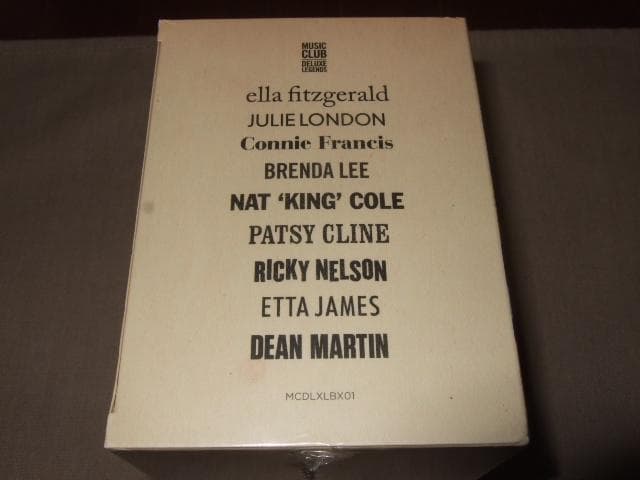 MUSIC
CLUB
DELUXE
LEGENDS
ella fitzgerald
JULIE LONDON
Connie Francis
BRENDA LEE
NAT ‘KING’ COLE
PATSY CLINE
RICKY NELSON
ETTA JAMES
DEAN MARTIN
MCDLXLBX01